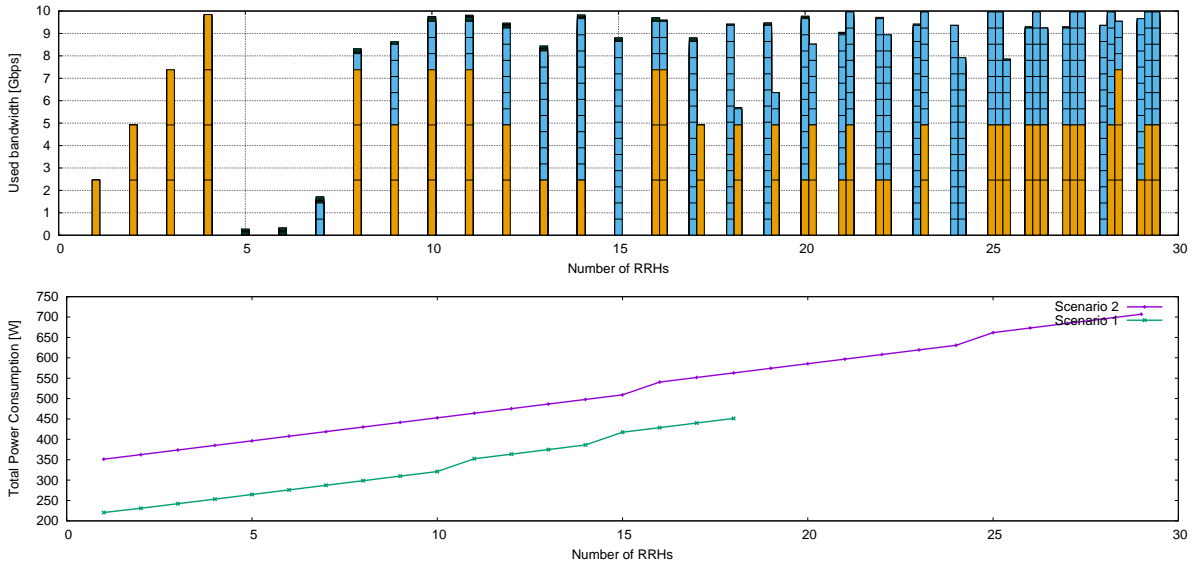 10
9
8
7
6
5
4
3
2
1
0
Used bandwidth [Gbps]
0 5 10 15 20 25 30
Number of RRHs
750
700
650
600
550
500
450
400
350
300
250
200
Total Power Consumption [W]
Scenario 2
Scenario 1
0 5 10 15 20 25 30
Number of RRHs